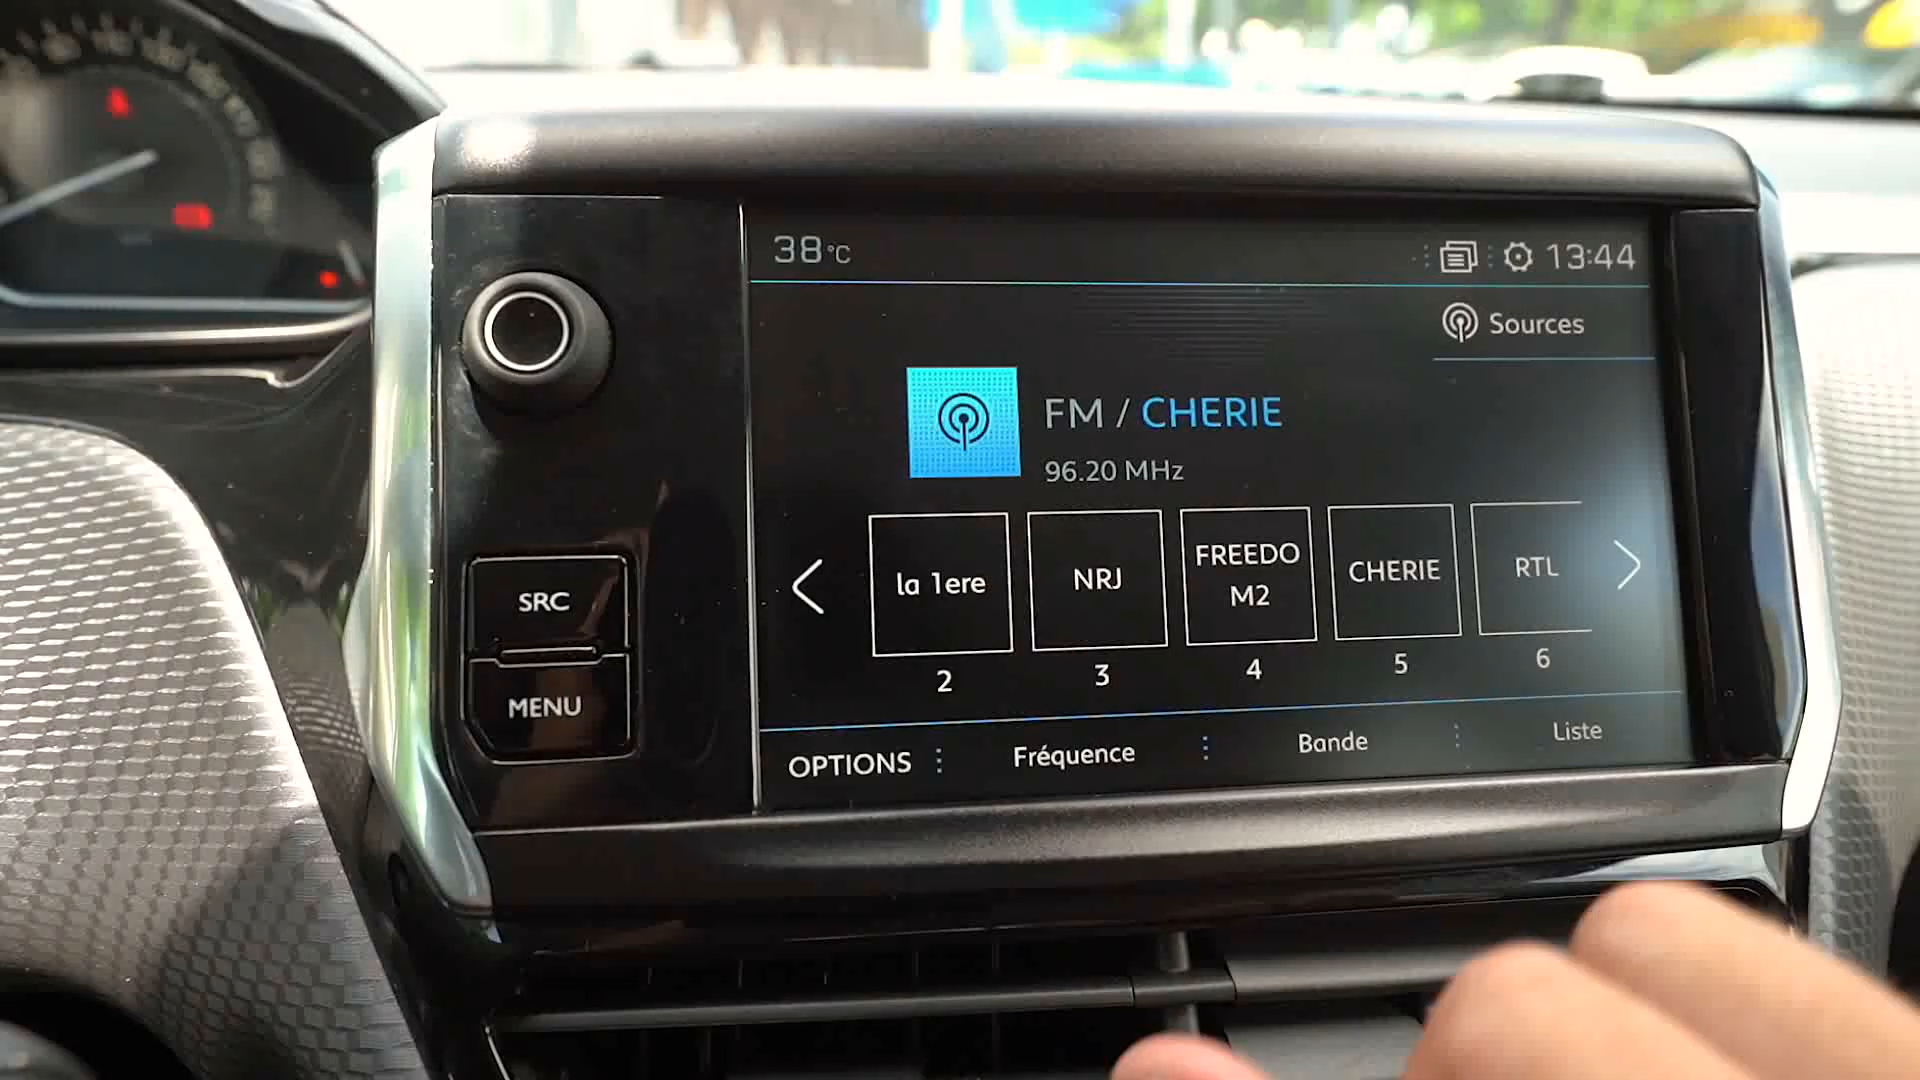 38°C
13:44
Sources
FM / CHERIE
96.20 MHz
la 1ere
NRJ
FREEDO
M2
CHERIE
RTL
2
3
4
5
6
OPTIONS
Fréquence
Bande
Liste
SRC
MENU